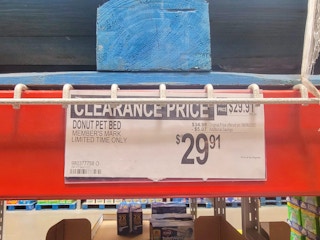 CLEARANCE PRICE $29.91
DONUT PET BED
MEMBER'S MARK
LIMITED TIME ONLY
$29.91